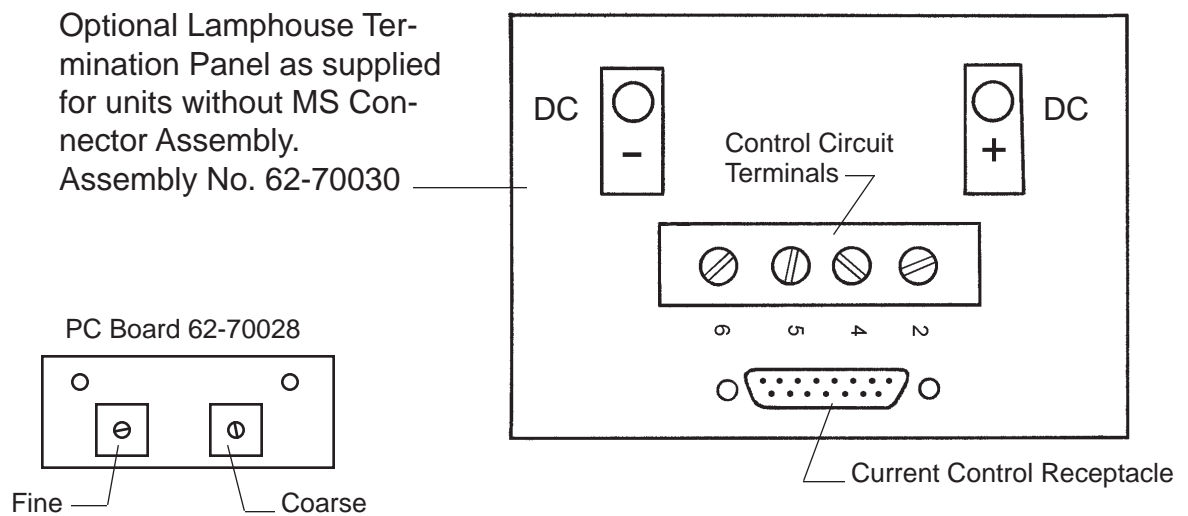 Optional Lamphouse Ter-
mination Panel as supplied
for units without MS Con-
nector Assembly.
Assembly No. 62-70030
DC
-
+
DC
Control Circuit
Terminals
6 5 4 2
Current Control Receptacle
PC Board 62-70028
Fine
Coarse